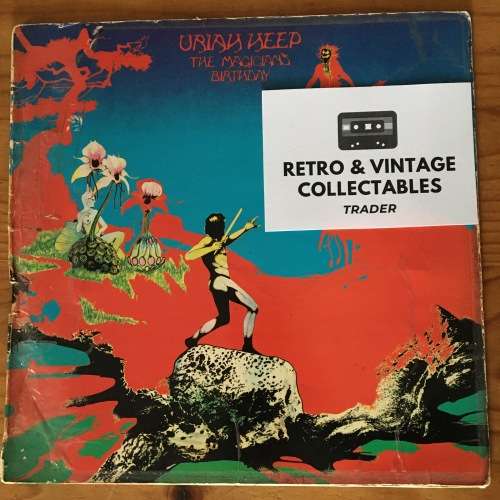 URIAH HEEP
THE MAGICIAN'S
BIRTHDAY
RETRO & VINTAGE
COLLECTABLES
TRADER